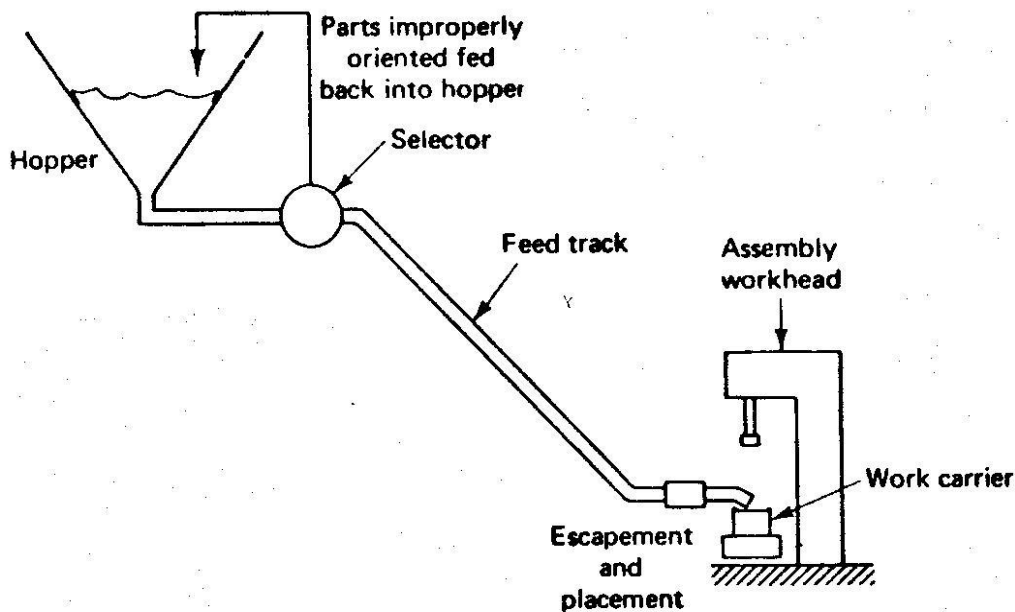 Parts improperly
oriented fed
back into hopper
Hopper
Selector
Feed track
Assembly
workhead
Work carrier
Escapement
and
placement